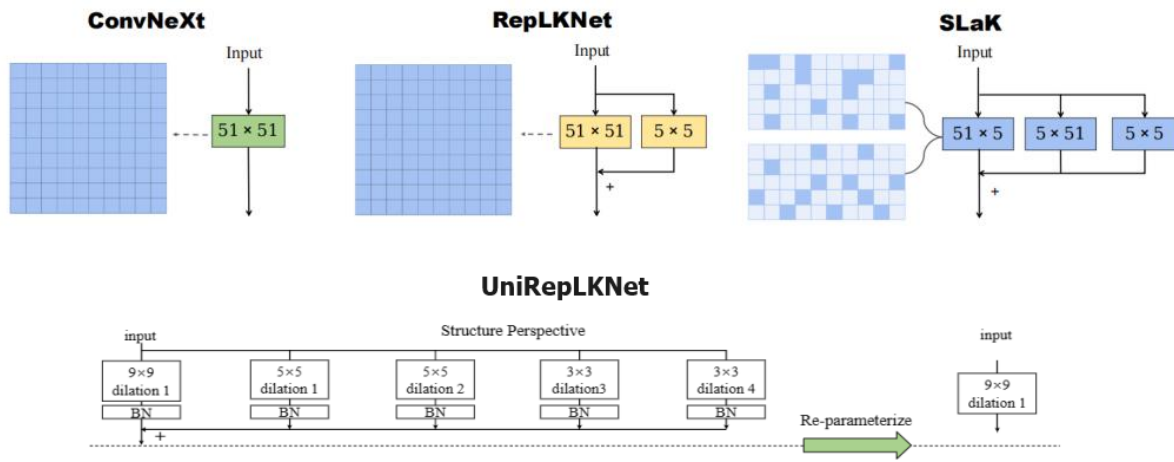 ConvNeXt
Input
51 × 51
RepLKNet
Input
51 × 51
5 × 5
+
SLaK
Input
51 × 5
5 × 51
5 × 5
+
UniRepLKNet
Structure Perspective
input
9×9
dilation 1
BN
5×5
dilation 1
BN
5×5
dilation 2
BN
3×3
dilation3
BN
3×3
dilation 4
BN
+
Re-parameterize
input
9×9
dilation 1